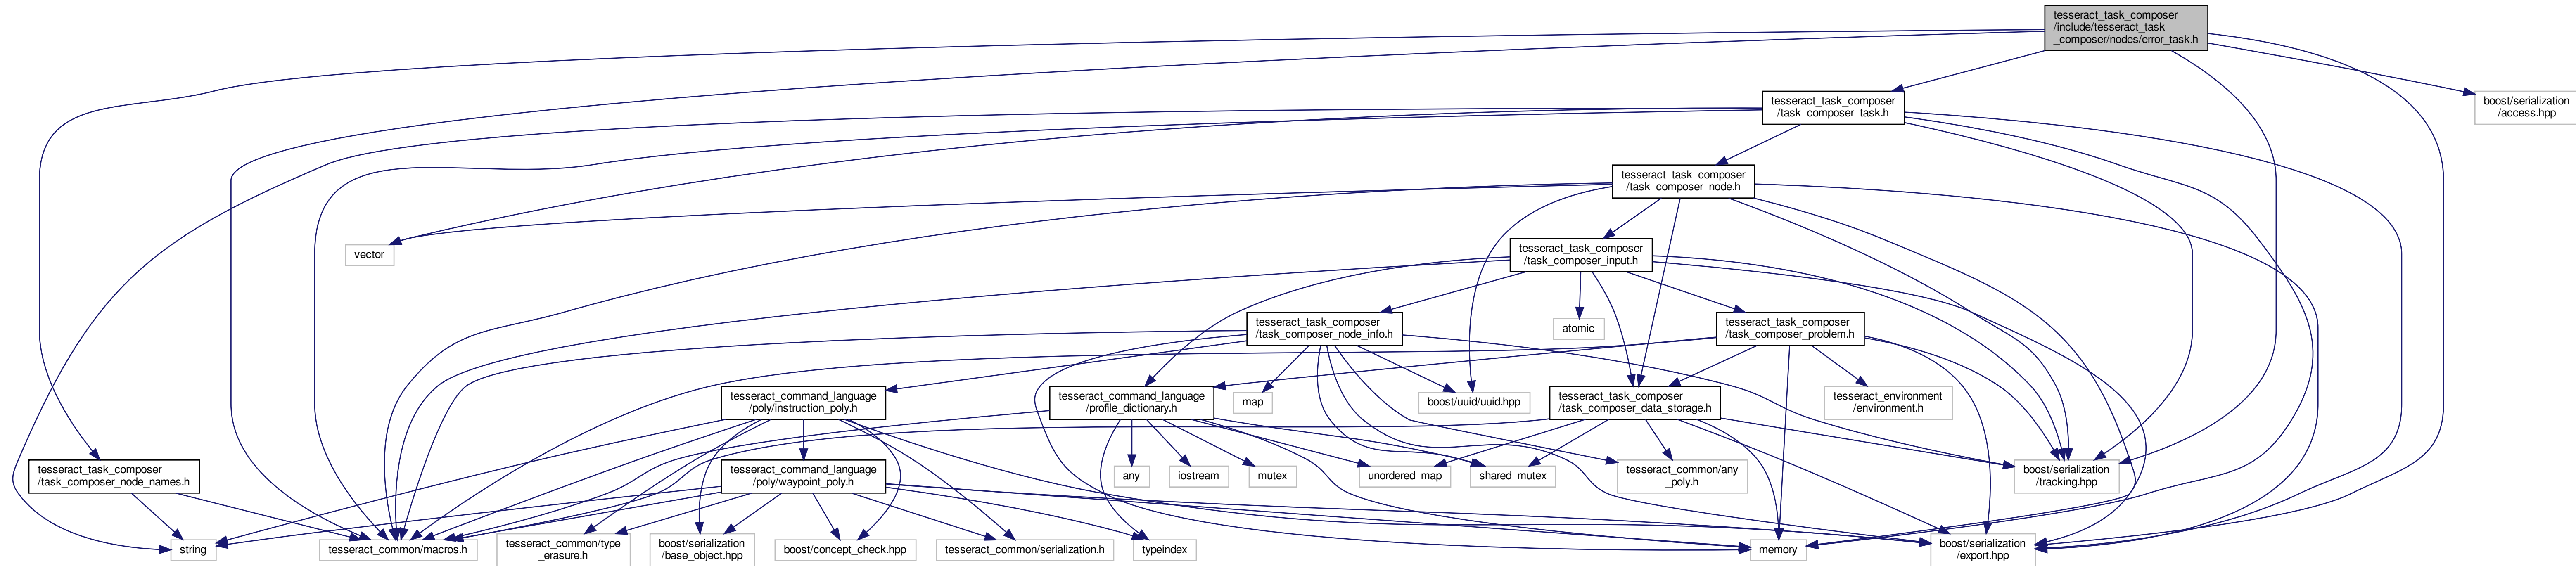 tesseract_task_composer
/include/tesseract_task
_composer/nodes/error_task.h
tesseract_task_composer
/task_composer_task.h
boost/serialization
/access.hpp
tesseract_task_composer
/task_composer_node.h
vector
tesseract_task_composer
/task_composer_input.h
tesseract_task_composer
/task_composer_node_info.h
atomic
tesseract_task_composer
/task_composer_problem.h
tesseract_command_language
/poly/instruction_poly.h
tesseract_command_language
/profile_dictionary.h
map
boost/uuid/uuid.hpp
tesseract_task_composer
/task_composer_data_storage.h
tesseract_environment
/environment.h
tesseract_task_composer
/task_composer_node_names.h
tesseract_command_language
/poly/waypoint_poly.h
any
iostream
mutex
unordered_map
shared_mutex
tesseract_common/any
_poly.h
boost/serialization
/tracking.hpp
string
tesseract_common/macros.h
tesseract_common/type
_erasure.h
boost/serialization
/base_object.hpp
boost/concept_check.hpp
tesseract_common/serialization.h
typeindex
memory
boost/serialization
/export.hpp